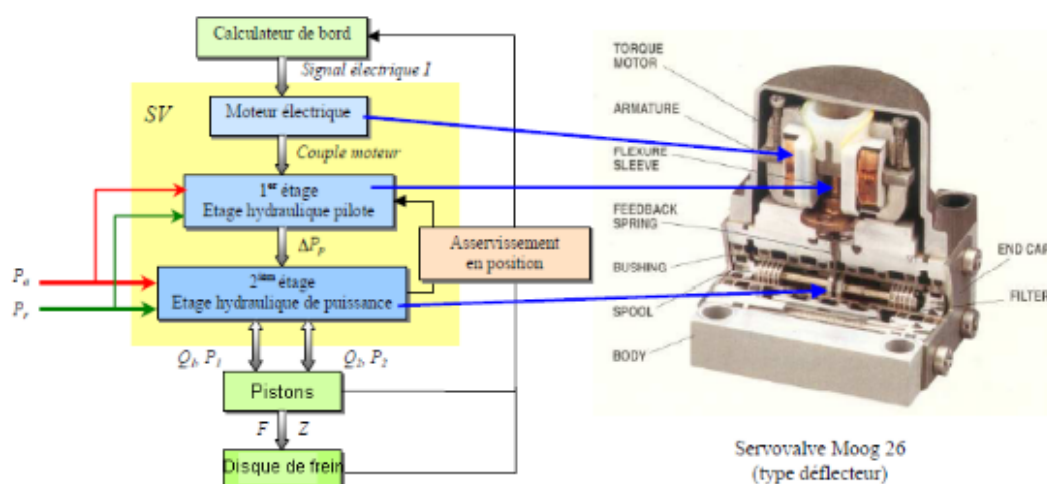 Calculateur de bord
Signal électrique I
SV
Moteur électrique
Couple moteur
1er étage
Etage hydraulique pilote
ΔPp
Asservissement
en position
Pa
Pr
2ième étage
Etage hydraulique de puissance
Q1, P1
Q2, P2
Pistons
F
Z
Disque de frein
TORQUE
MOTOR
ARMATURE
FLEXURE
SLEEVE
FEEDBACK
SPRING
BUSHING
SPOOL
BODY
END CAP
FILTER
Servovalve Moog 26
(type déflecteur)